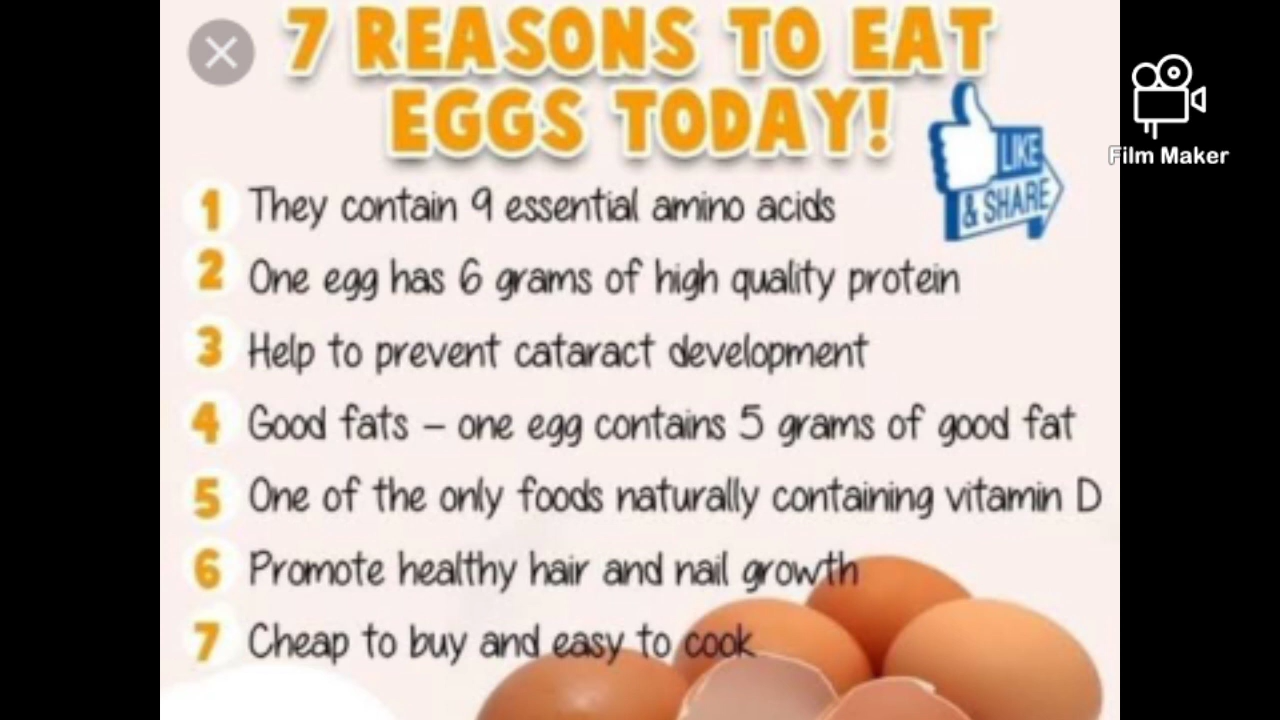 7 REASONS TO EAT
EGGS TODAY!
LIKE
& SHARE
Film Maker
1 They contain 9 essential amino acids
2 One egg has 6 grams of high quality protein
3 Help to prevent cataract development
4 Good fats – one egg contains 5 grams of good fat
5 One of the only foods naturally containing vitamin D
6 Promote healthy hair and nail growth
7 Cheap to buy and easy to cook